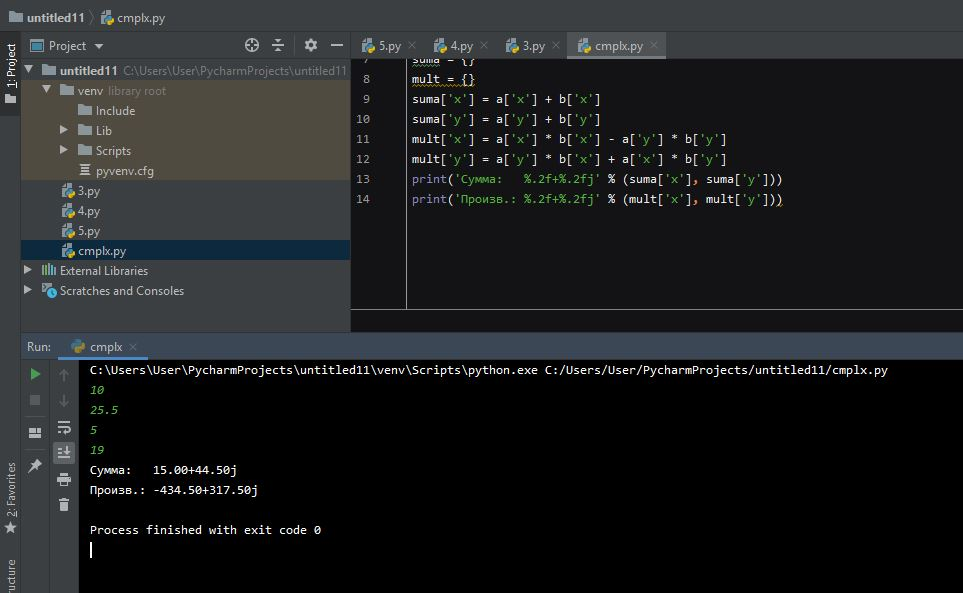 untitled11 cmplx.py
1: Project
Project
untitled11 C:\Users\User\PycharmProjects\untitled11
venv library root
Include
Lib
Scripts
pyvenv.cfg
3.py
4.py
5.py
cmplx.py
External Libraries
Scratches and Consoles
5.py 4.py 3.py cmplx.py
7 suma = {}
8 mult = {}
9 suma['x'] = a['x'] + b['x']
10 suma['y'] = a['y'] + b['y']
11 mult['x'] = a['x'] * b['x'] - a['y'] * b['y']
12 mult['y'] = a['y'] * b['x'] + a['x'] * b['y']
13 print('Сумма:   %.2f+%.2fj' % (suma['x'], suma['y']))
14 print('Произв.: %.2f+%.2fj' % (mult['x'], mult['y']))
Run: cmplx
C:\Users\User\PycharmProjects\untitled11\venv\Scripts\python.exe C:/Users/User/PycharmProjects/untitled11/cmplx.py
10
25.5
5
19
Сумма:   15.00+44.50j
Произв.: -434.50+317.50j
Process finished with exit code 0
2: Favorites
ucture